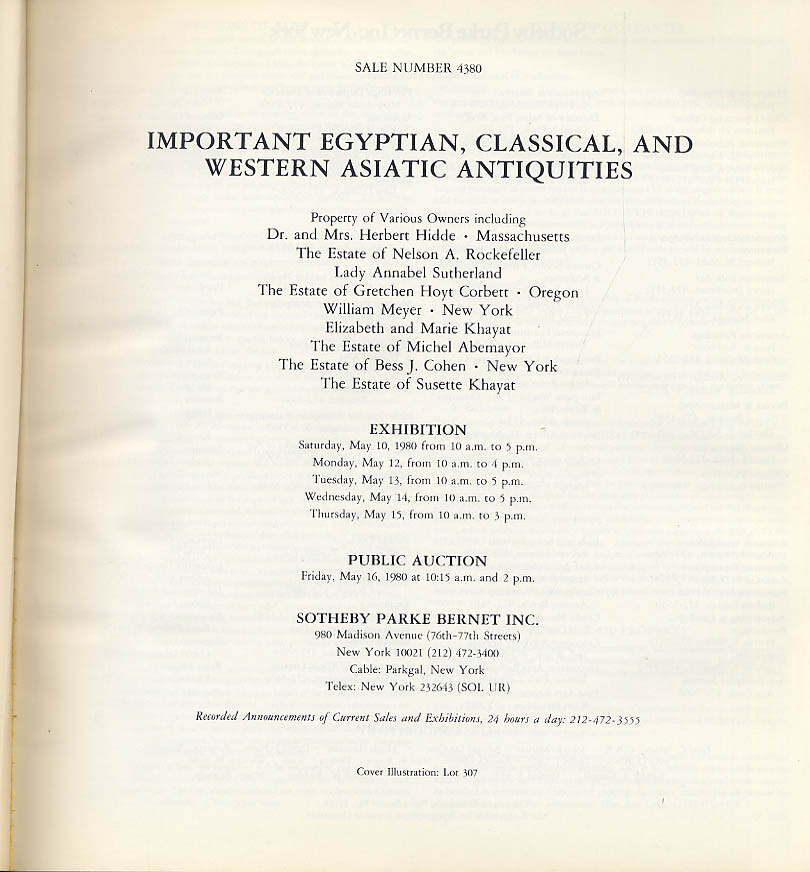 SALE NUMBER 4380
IMPORTANT EGYPTIAN, CLASSICAL, AND
WESTERN ASIATIC ANTIQUITIES
Property of Various Owners including
Dr. and Mrs. Herbert Hidde · Massachusetts
The Estate of Nelson A. Rockefeller
Lady Annabel Sutherland
The Estate of Gretchen Hoyt Corbett · Oregon
William Meyer · New York
Elizabeth and Marie Khayat
The Estate of Michel Abemayor
The Estate of Bess J. Cohen · New York
The Estate of Susette Khayat
EXHIBITION
Saturday, May 10, 1980 from 10 a.m. to 5 p.m.
Monday, May 12, from 10 a.m. to 4 p.m.
Tuesday, May 13, from 10 a.m. to 5 p.m.
Wednesday, May 14, from 10 a.m. to 5 p.m.
Thursday, May 15, from 10 a.m. to 3 p.m.
PUBLIC AUCTION
Friday, May 16, 1980 at 10:15 a.m. and 2 p.m.
SOTHEBY PARKE BERNET INC.
980 Madison Avenue (76th-77th Streets)
New York 10021 (212) 472-3400
Cable: Parkgal, New York
Telex: New York 232643 (SOL UR)
Recorded Announcements of Current Sales and Exhibitions, 24 hours a day: 212-472-3555
Cover Illustration: Lot 307